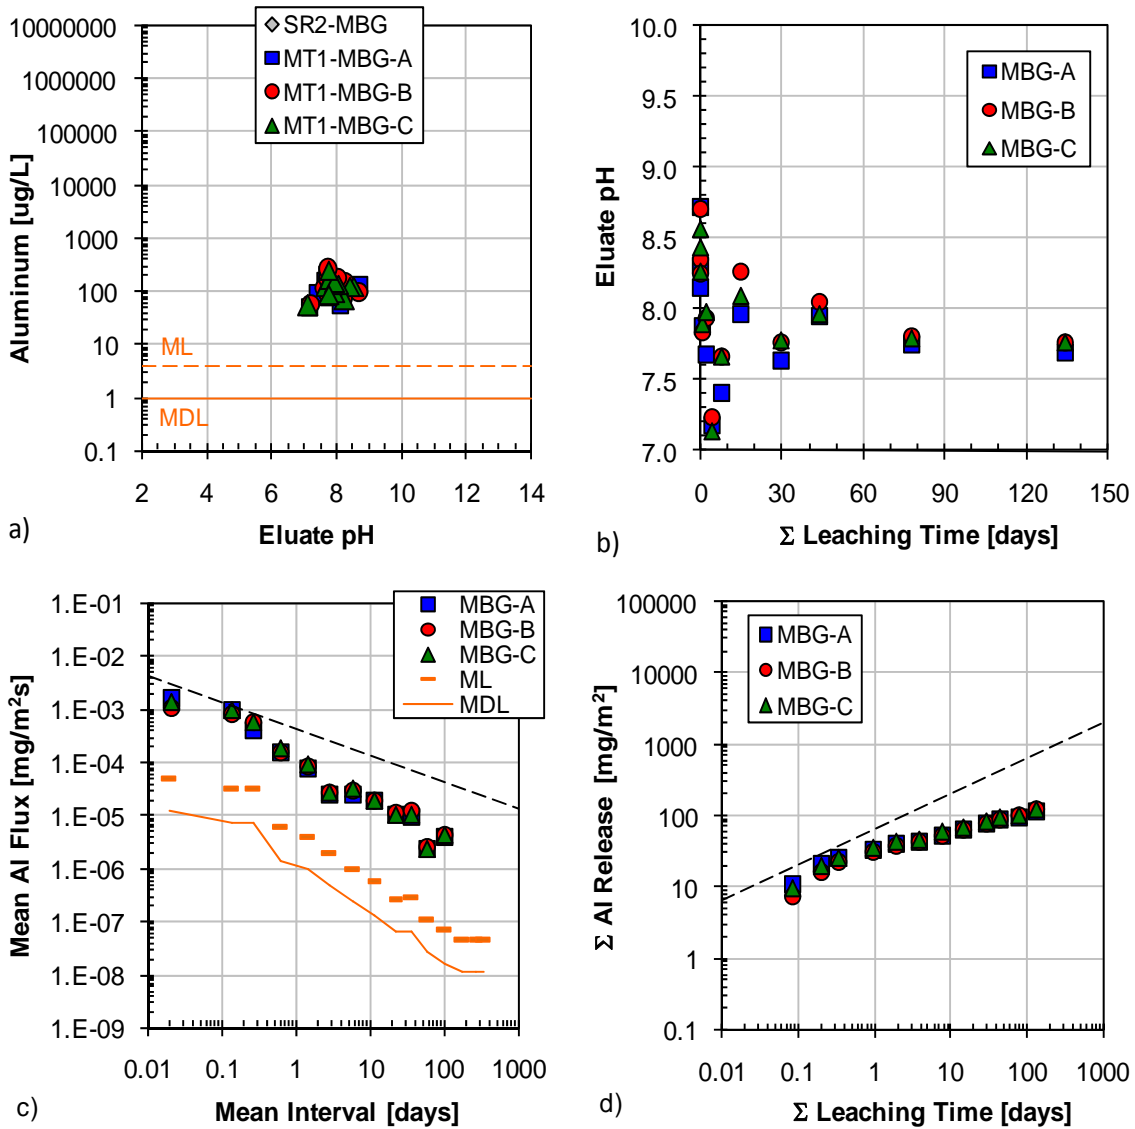 10000000
1000000
100000
10000
1000
100
10
1
0.1
Aluminum [ug/L]
SR2-MBG
MT1-MBG-A
MT1-MBG-B
MT1-MBG-C
ML
MDL
2 4 6 8 10 12 14
Eluate pH
a)
10.0
9.5
9.0
8.5
8.0
7.5
7.0
Eluate pH
MBG-A
MBG-B
MBG-C
0 30 60 90 120 150
Σ Leaching Time [days]
b)
1.E-01
1.E-02
1.E-03
1.E-04
1.E-05
1.E-06
1.E-07
1.E-08
1.E-09
Mean Al Flux [mg/m²s]
MBG-A
MBG-B
MBG-C
ML
MDL
0.01 0.1 1 10 100 1000
Mean Interval [days]
c)
100000
10000
1000
100
10
1
0.1
Σ Al Release [mg/m²]
MBG-A
MBG-B
MBG-C
0.01 0.1 1 10 100 1000
Σ Leaching Time [days]
d)